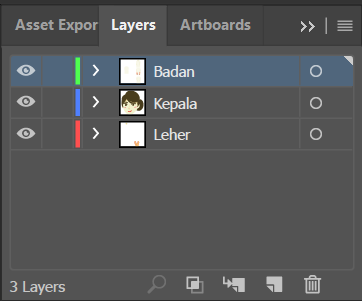 Asset Expor Layers Artboards
Badan
Kepala
Leher
3 Layers